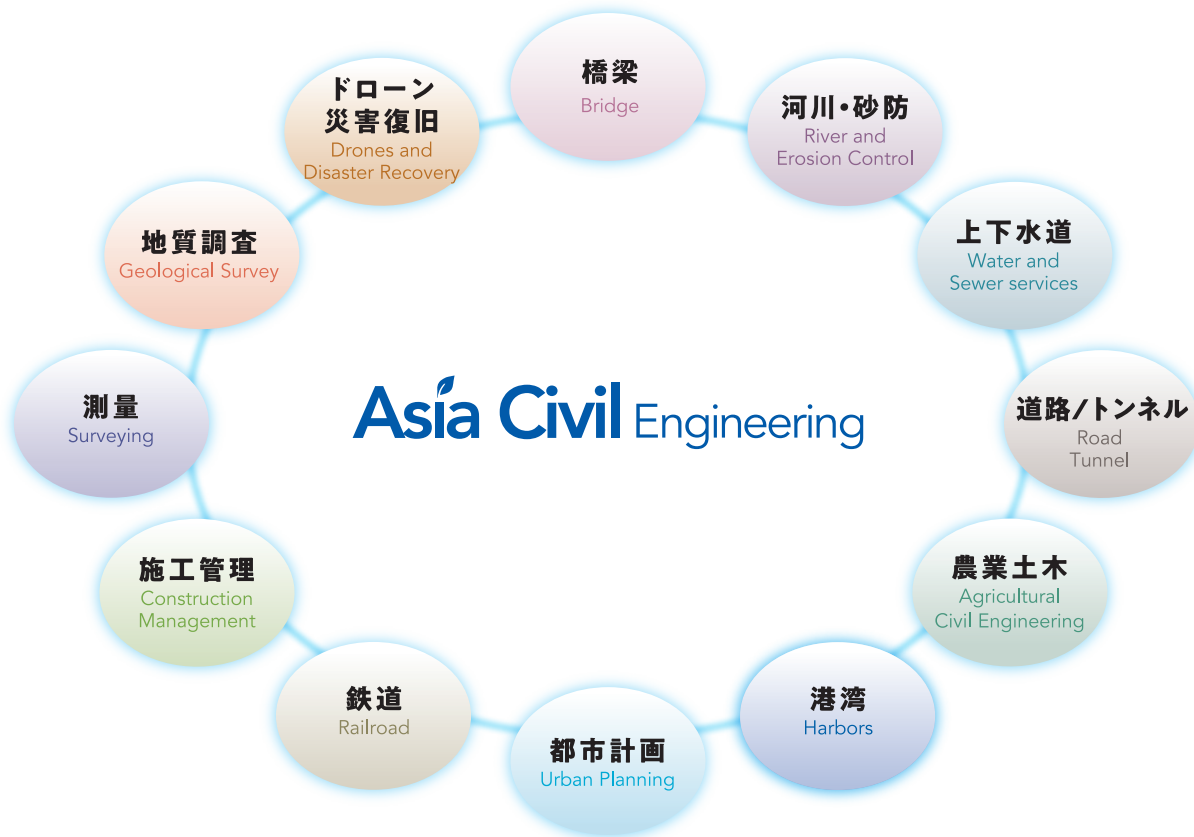 橋梁
Bridge
河川・砂防
River and
Erosion Control
上下水道
Water and
Sewer services
道路/トンネル
Road
Tunnel
農業土木
Agricultural
Civil Engineering
港湾
Harbors
都市計画
Urban Planning
鉄道
Railroad
施工管理
Construction
Management
測量
Surveying
地質調査
Geological Survey
ドローン
災害復旧
Drones and
Disaster Recovery
Asia Civil Engineering